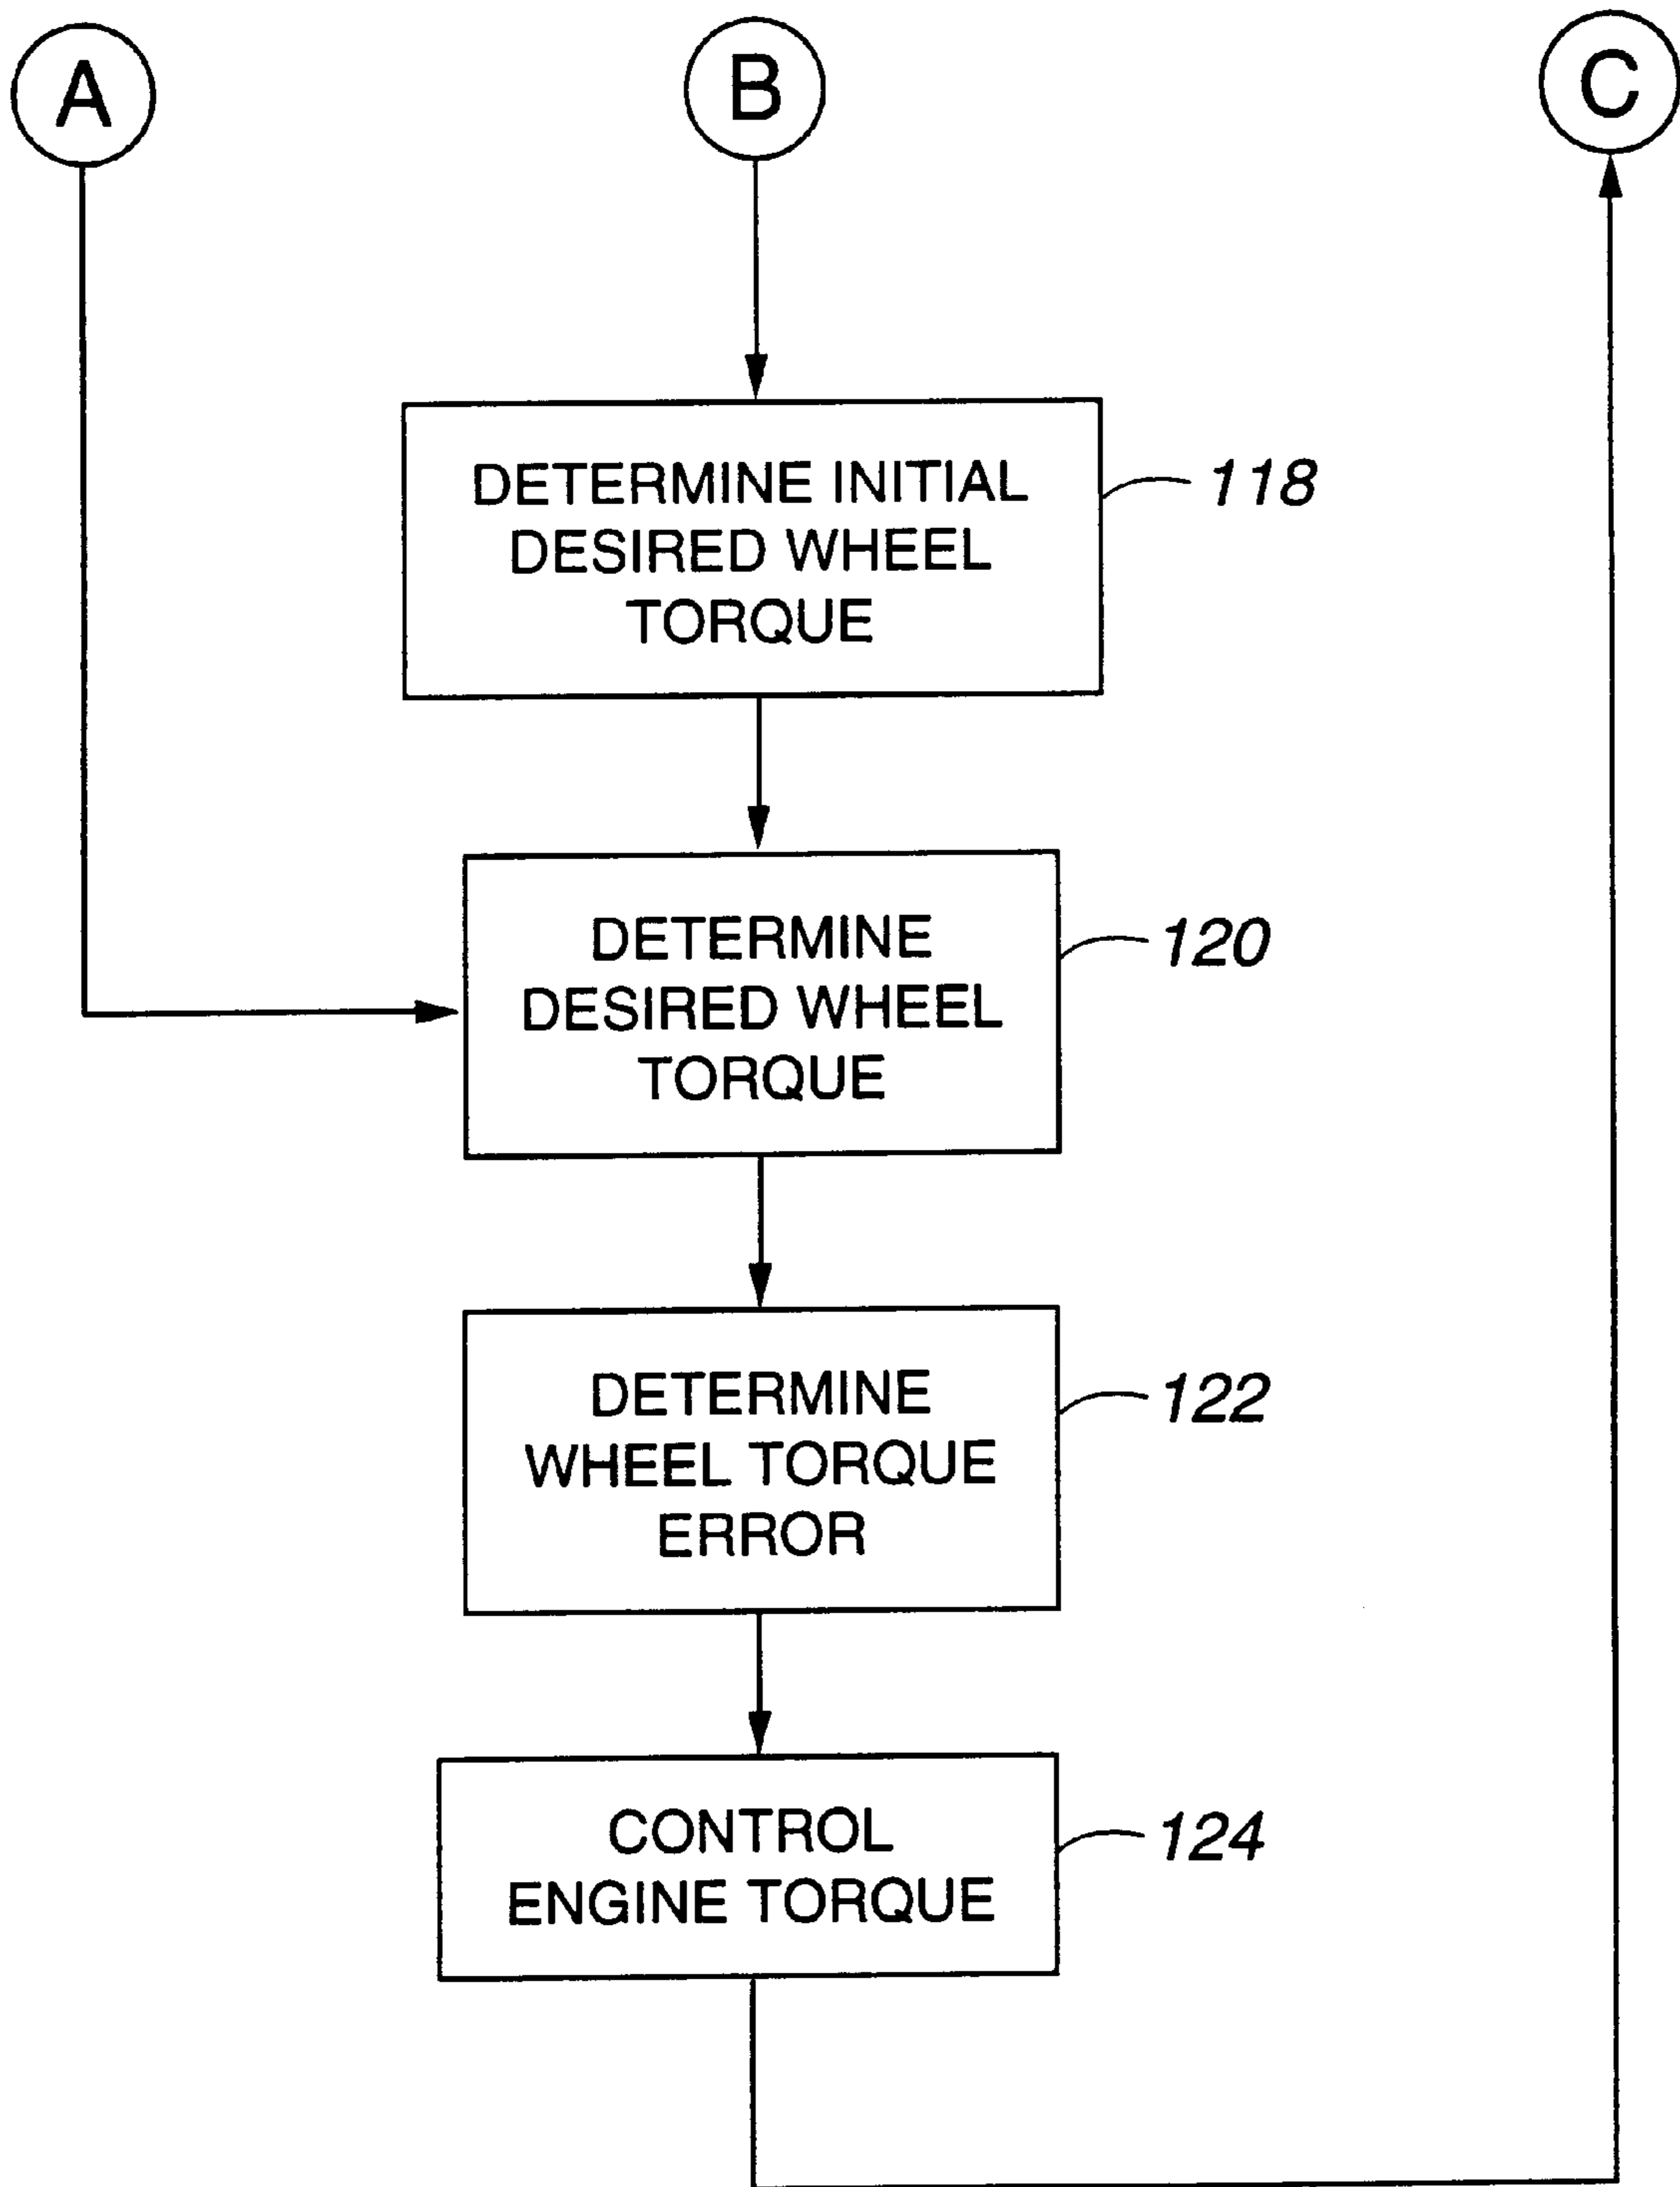 A
B
C
DETERMINE INITIAL
DESIRED WHEEL
TORQUE
118
DETERMINE
DESIRED WHEEL
TORQUE
120
DETERMINE
WHEEL TORQUE
ERROR
122
CONTROL
ENGINE TORQUE
124